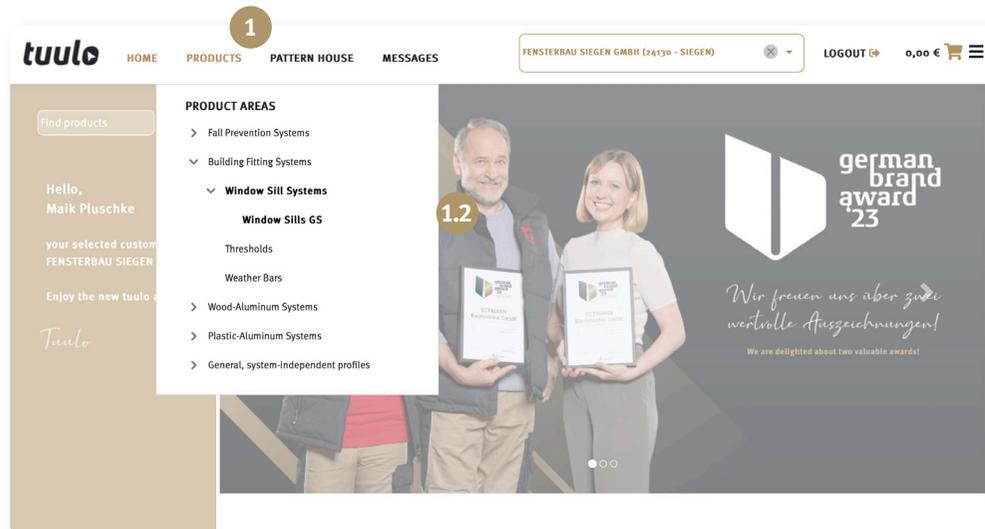 1
tuulo
HOME PRODUCTS PATTERN HOUSE MESSAGES
FENSTERBAU SIEGEN GMBH (24130 - SIEGEN)
LOGOUT
0,00 €
Find products
Hello,
Maik Pluschke
your selected custom
FENSTERBAU SIEGEN
Enjoy the new tuulo a
Tuulo
PRODUCT AREAS
Fall Prevention Systems
Building Fitting Systems
Window Sill Systems
Window Sills GS
Thresholds
Weather Bars
Wood-Aluminum Systems
Plastic-Aluminum Systems
General, system-independent profiles
1.2
german
brand
award
'23
Wir freuen uns über zwei
wertvolle Auszeichnungen!
We are delighted about two valuable awards!